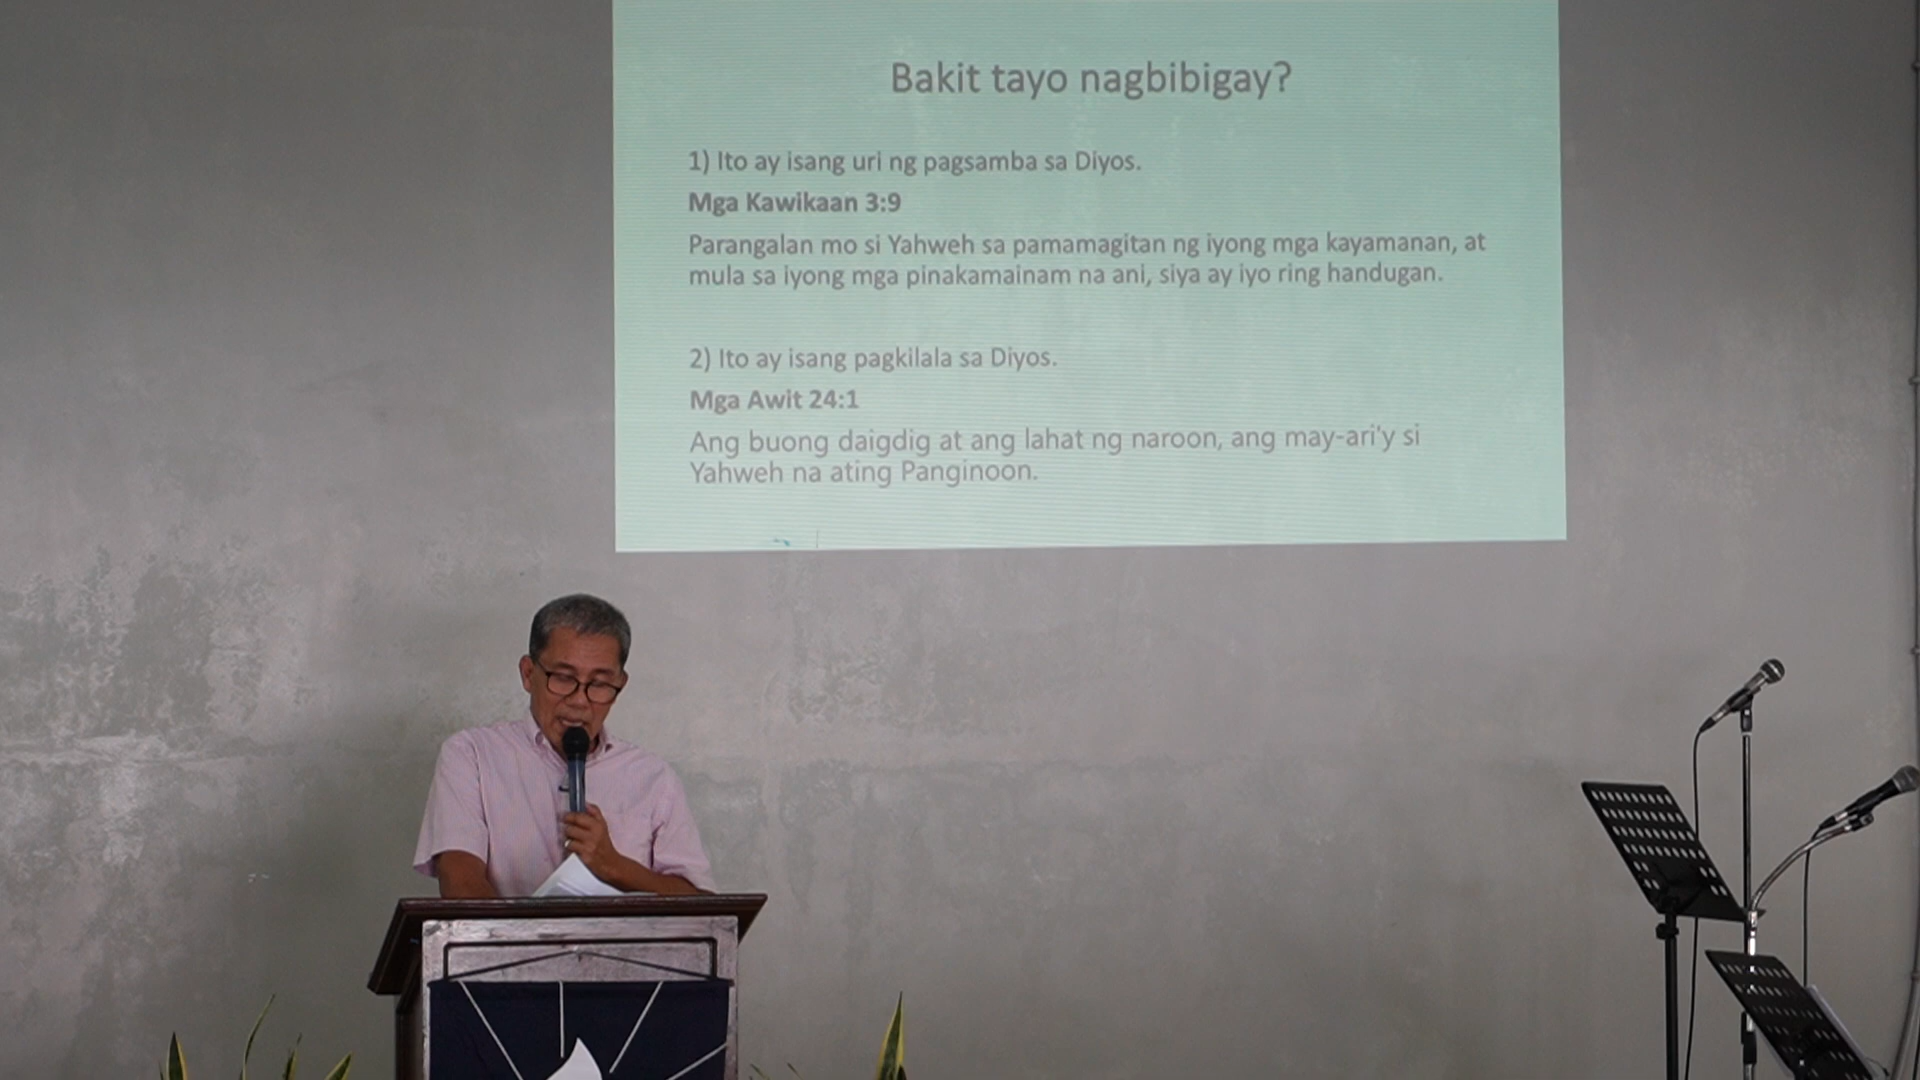 Bakit tayo nagbibigay?
1) Ito ay isang uri ng pagsamba sa Diyos.
Mga Kawikaan 3:9
Parangalan mo si Yahweh sa pamamagitan ng iyong mga kayamanan, at
mula sa iyong mga pinakamainam na ani, siya ay iyo ring handugan.
2) Ito ay isang pagkilala sa Diyos.
Mga Awit 24:1
Ang buong daigdig at ang lahat ng naroon, ang may-ari'y si
Yahweh na ating Panginoon.